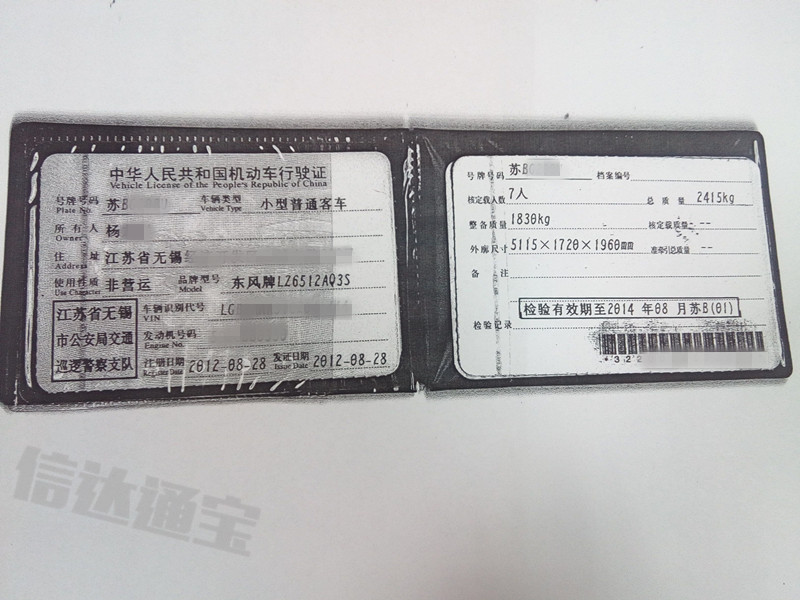 中华人民共和国机动车行驶证
Vehicle License of the People's Republic of China
号牌号码 苏B 车辆类型 小型普通客车
Plate No. Vehicle Type
所有人 杨
Owner
住址 江苏省无锡
Address
使用性质 非营运 品牌型号 东风牌LZ6512AQ3S
Use Character Model
江苏省无锡
市公安局交通
巡逻警察支队
车辆识别代号 LG
VIN
发动机号码
Engine No.
注册日期 2012-08-28 发证日期 2012-08-28
Register Date Issue Date
号牌号码 苏B 档案编号
核定载人数 7人 总质量 2415kg
整备质量 1830kg 核定载质量 --
外廓尺寸 5115×1720×1960㎜ 准牵引总质量 --
备注
检验有效期至2014年08月苏B(01)
检验记录
信达通宝